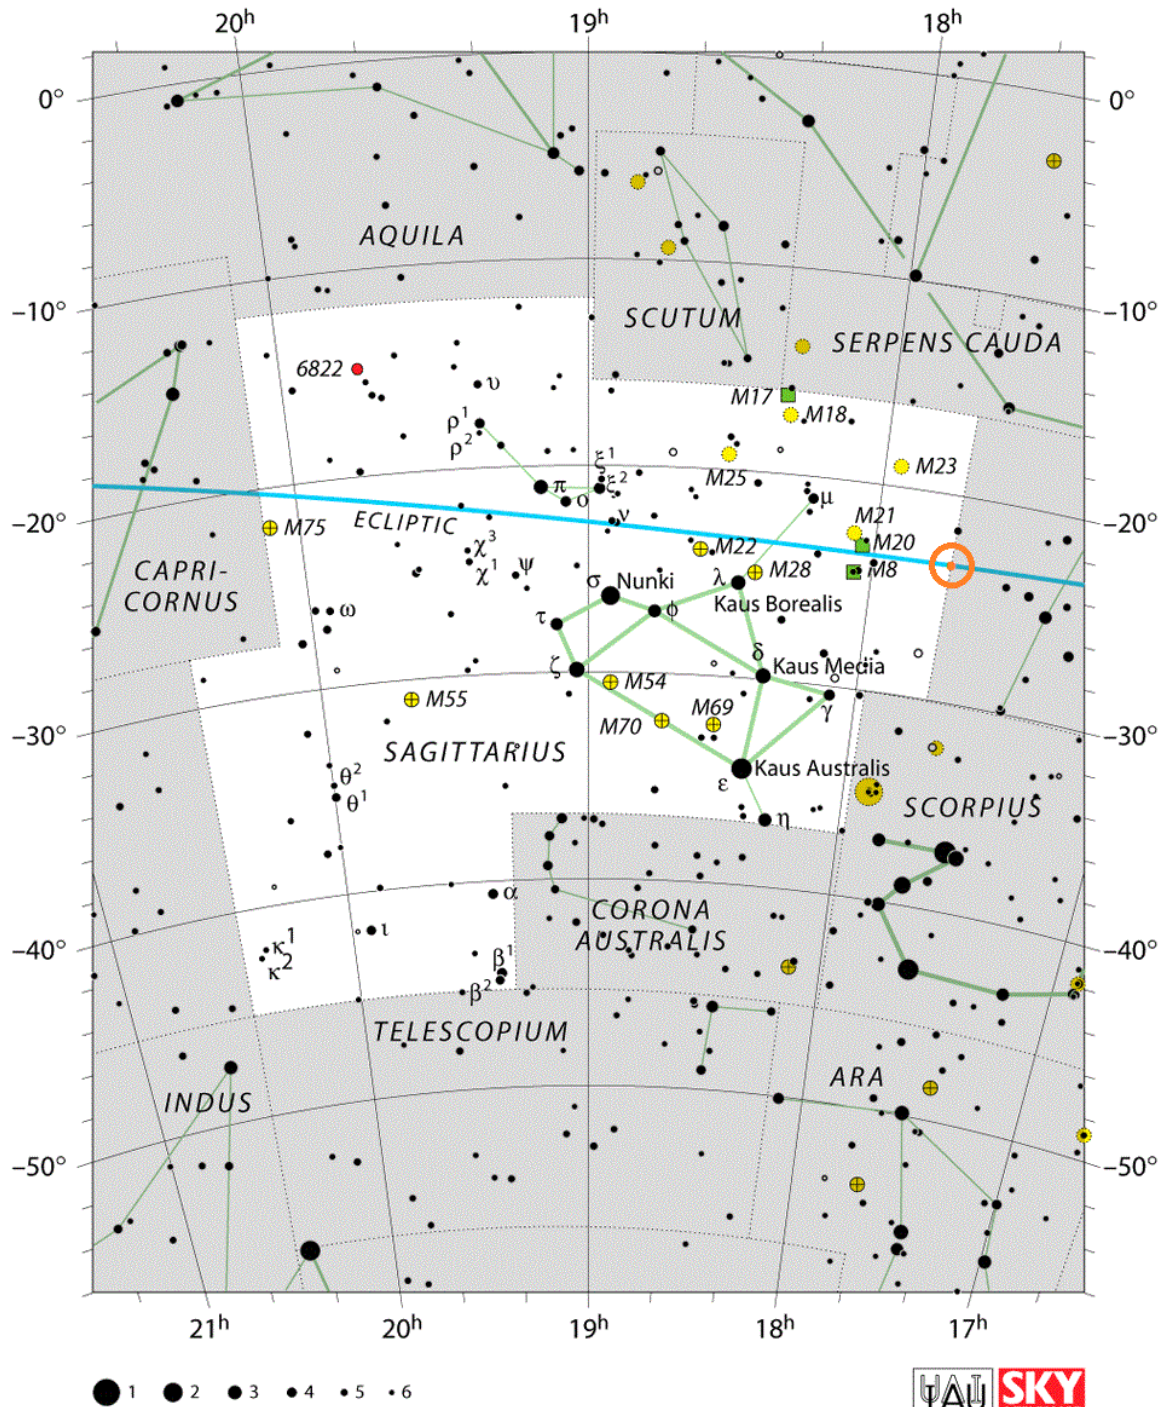 20h 19h 18h
0° 0°
AQUILA
–10° –10°
SCUTUM
SERPENS CAUDA
6822
υ
M17
M18
ρ1
ρ2
ξ1
M25
M23
π ο ξ2
μ
ν
M21
–20° –20°
M75
ECLIPTIC
χ3
M22
M20
CAPRI-
CORNUS
χ1 ψ
M28
M8
σ Nunki
λ
Kaus Borealis
ω
τ
φ
ζ
δ
Kaus Media
M54
M55
M69
M70
γ
–30° –30°
SAGITTARIUS
Kaus Australis
ε
θ2
θ1
SCORPIUS
η
α
CORONA
AUSTRALIS
ι
κ1
κ2
–40° –40°
β1
β2
TELESCOPIUM
ARA
INDUS
–50° –50°
21h 20h 19h 18h 17h
1 2 3 4 5 6
IAU SKY